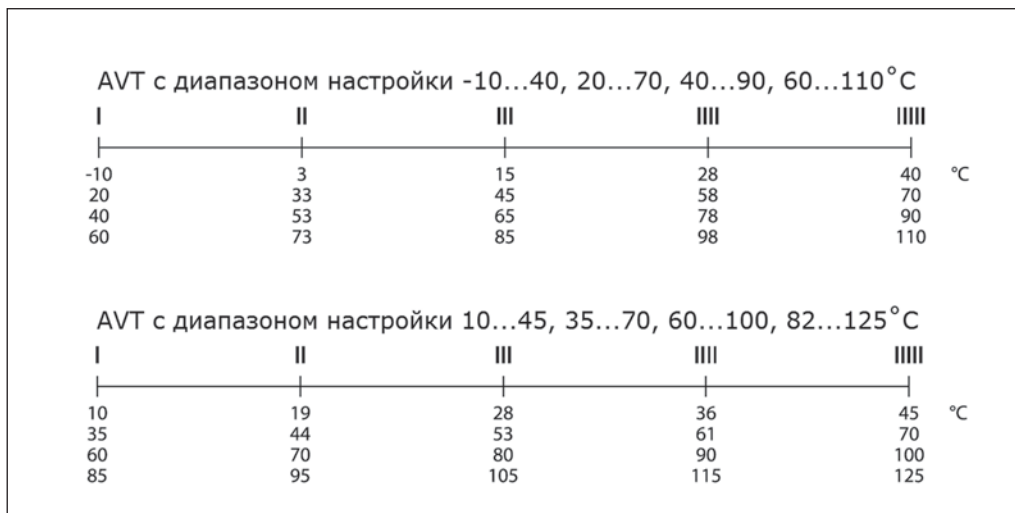 AVT с диапазоном настройки -10...40, 20...70, 40...90, 60...110°C
I II III IIII IIIII
-10 3 15 28 40 °C
20 33 45 58 70
40 53 65 78 90
60 73 85 98 110
AVT с диапазоном настройки 10...45, 35...70, 60...100, 82...125°C
I II III IIII IIIII
10 19 28 36 45 °C
35 44 53 61 70
60 70 80 90 100
85 95 105 115 125